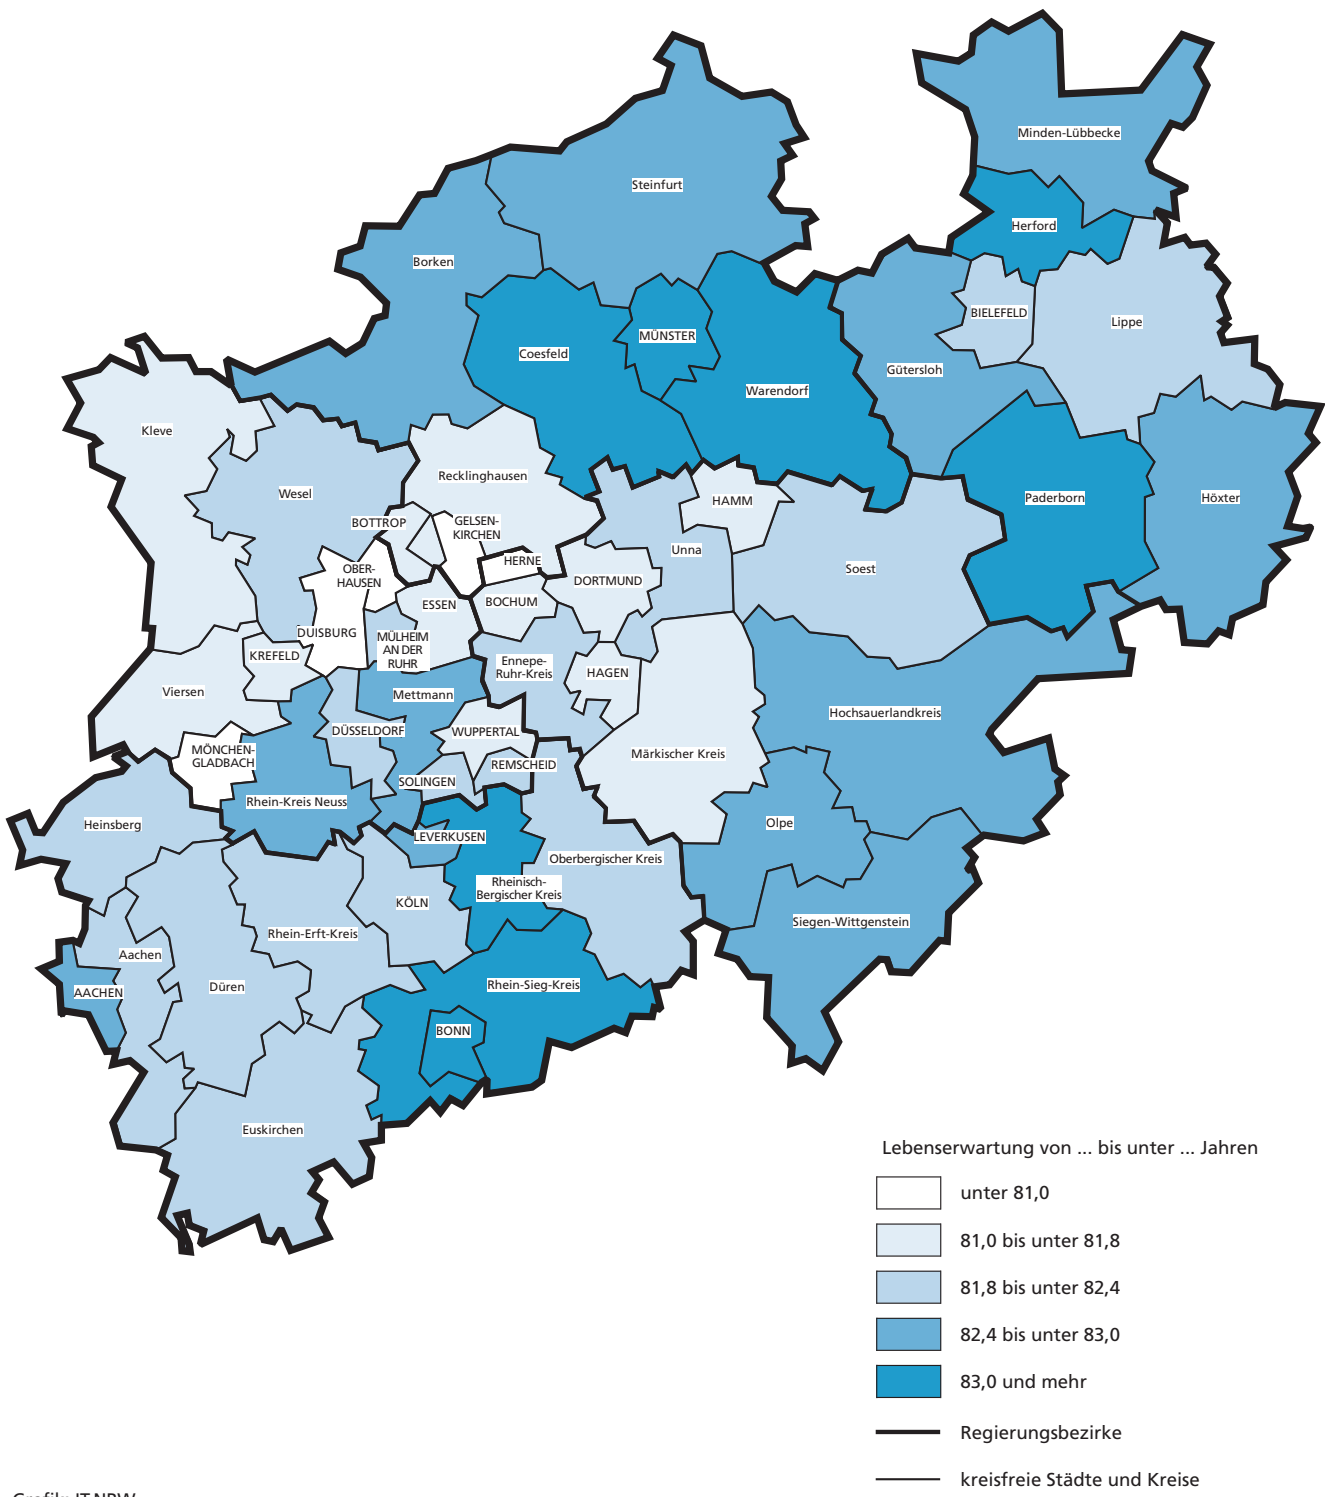 Minden-Lübbecke
Steinfurt
Herford
Borken
BIELEFELD
Lippe
MÜNSTER
Coesfeld
Gütersloh
Warendorf
Kleve
Recklinghausen
Wesel
HAMM
Paderborn
Höxter
BOTTROP
GELSEN-
KIRCHEN
Unna
HERNE
OBER-
HAUSEN
DORTMUND
Soest
ESSEN
BOCHUM
DUISBURG
MÜLHEIM
AN DER
RUHR
KREFELD
Ennepe-
Ruhr-Kreis
HAGEN
Viersen
Mettmann
Hochsauerlandkreis
DÜSSELDORF
WUPPERTAL
MÖNCHEN-
GLADBACH
Märkischer Kreis
REMSCHEID
SOLINGEN
Rhein-Kreis Neuss
Heinsberg
Olpe
LEVERKUSEN
Oberbergischer Kreis
Rheinisch-
Bergischer Kreis
KÖLN
Siegen-Wittgenstein
Rhein-Erft-Kreis
Aachen
Rhein-Sieg-Kreis
Düren
AACHEN
BONN
Euskirchen
Lebenserwartung von ... bis unter ... Jahren
unter 81,0
81,0 bis unter 81,8
81,8 bis unter 82,4
82,4 bis unter 83,0
83,0 und mehr
Regierungsbezirke
kreisfreie Städte und Kreise
Grafik: IT.NRW